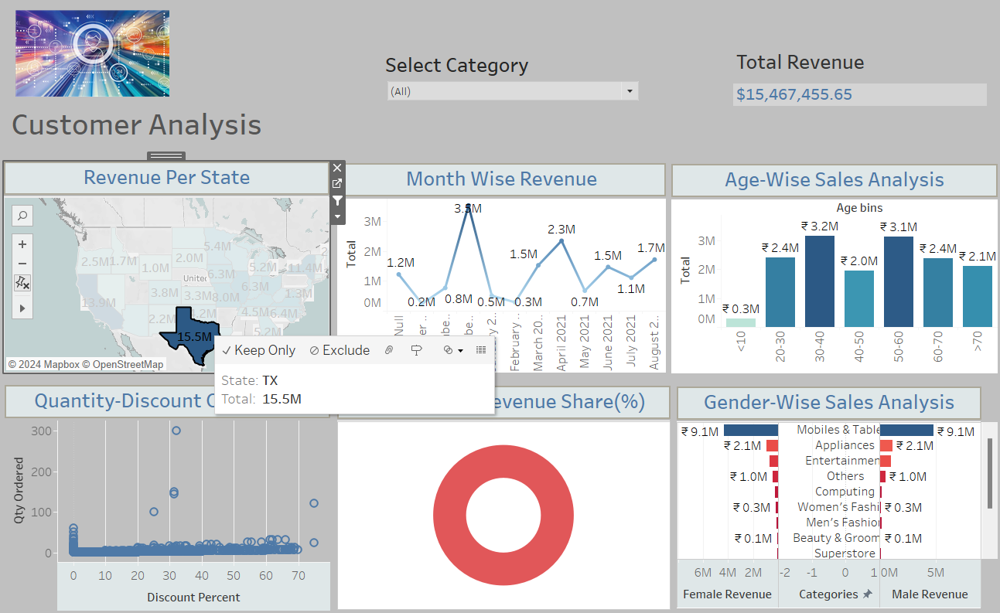 Select Category
(All)
Total Revenue
$15,467,455.65
Customer Analysis
Revenue Per State
5.4M
2.5M
1.7M
2.0M
1.0M
United
5.2M
11.4M
6.3M
6.3M
13.9M
3.8M
3.3M
8.0M
1.3M
2.2M
1.2M
4.5M
6.4M
5.2M
15.5M
© 2024 Mapbox © OpenStreetMap
Keep Only
Exclude
State: TX
Total: 15.5M
Month Wise Revenue
Total
3M
2M
1M
0M
1.2M
0.2M
0.8M
3.5M
0.5M
0.3M
1.5M
2.3M
0.7M
1.5M
1.1M
1.7M
Null
February ..
March 20..
April 2021
May 2021
June 2021
July 2021
August 2..
Age-Wise Sales Analysis
Age bins
Total
3M
2M
1M
0M
₹ 0.3M
₹ 2.4M
₹ 3.2M
₹ 2.0M
₹ 3.1M
₹ 2.4M
₹ 2.1M
<10
20-30
30-40
40-50
50-60
60-70
>70
Quantity-Discount C
Qty Ordered
300
200
100
0
0 10 20 30 40 50 60 70
Discount Percent
evenue Share(%)
Gender-Wise Sales Analysis
₹ 9.1M Mobiles & Table ₹ 9.1M
₹ 2.1M Appliances ₹ 2.1M
Entertainmen
₹ 1.0M Others ₹ 1.0M
Computing
₹ 0.3M Women's Fashi ₹ 0.3M
Men's Fashion
₹ 0.1M Beauty & Groom ₹ 0.1M
Superstore
6M 4M 2M -2 -1 0 1 0M 5M
Female Revenue Categories Male Revenue